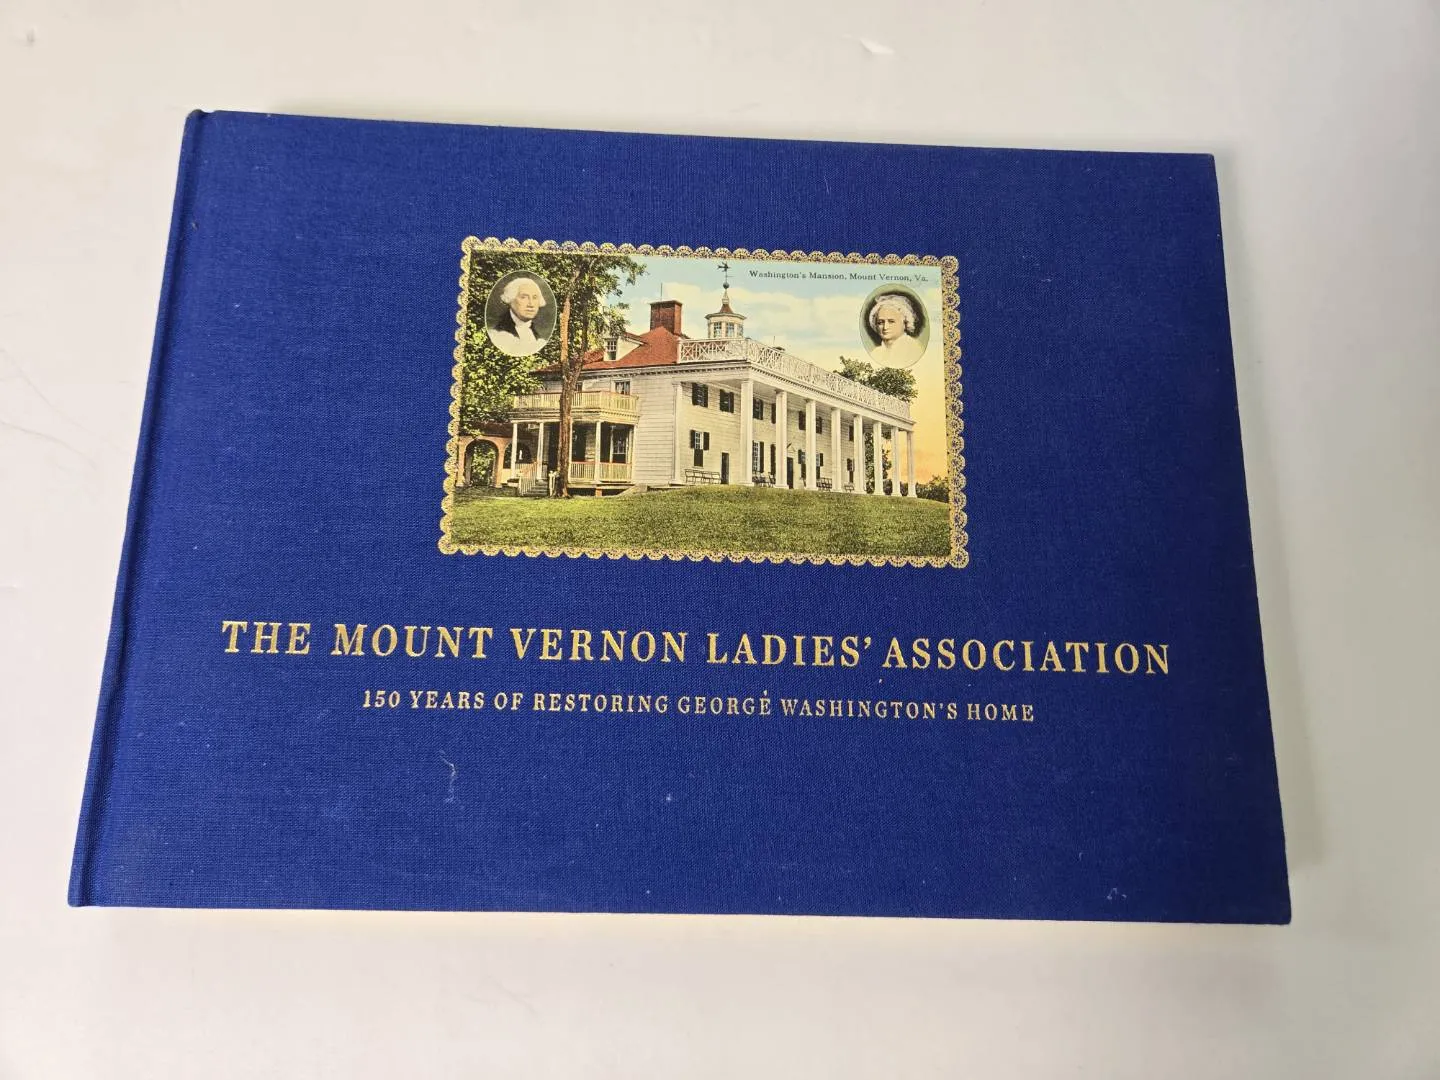 Washington's Mansion, Mount Vernon, Va.
THE MOUNT VERNON LADIES' ASSOCIATION
150 YEARS OF RESTORING GEORGE WASHINGTON'S HOME